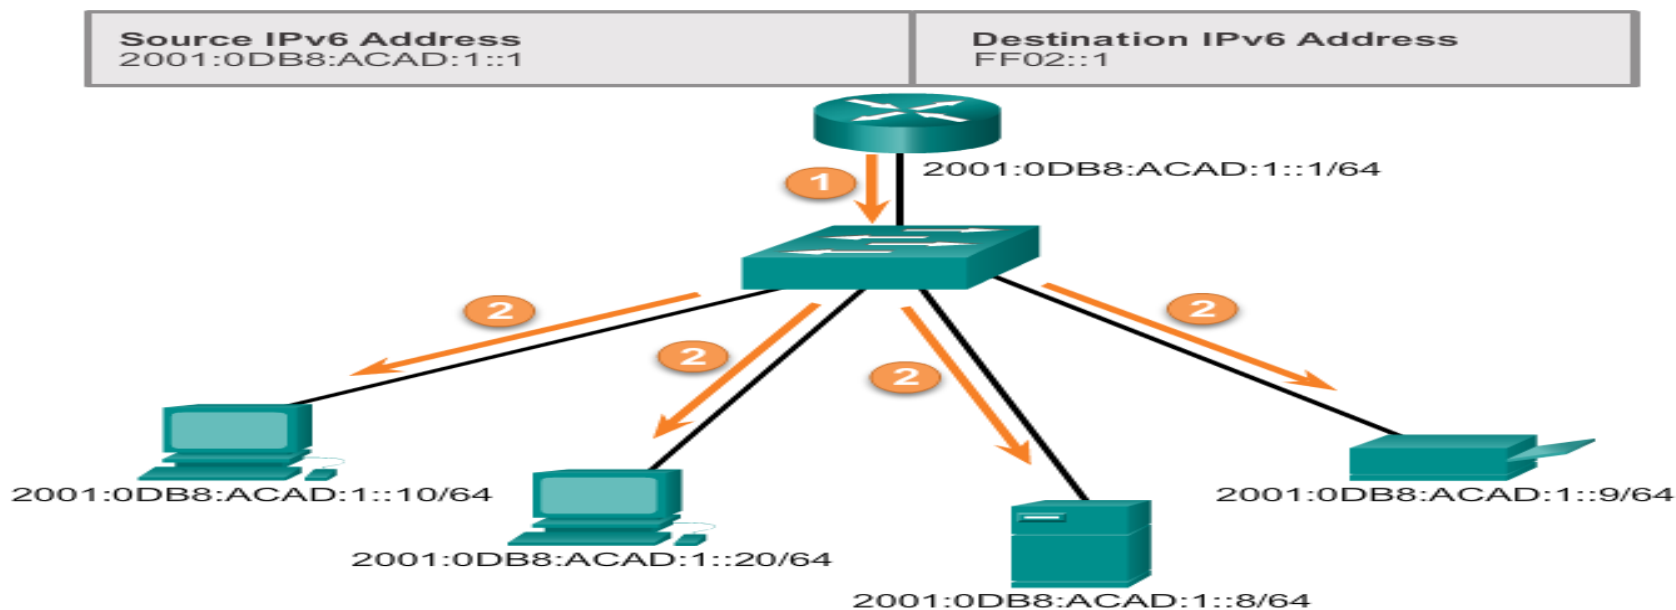 Source IPv6 Address
2001:0DB8:ACAD:1::1
Destination IPv6 Address
FF02::1
2001:0DB8:ACAD:1::1/64
1
2
2
2
2
2001:0DB8:ACAD:1::10/64
2001:0DB8:ACAD:1::20/64
2001:0DB8:ACAD:1::8/64
2001:0DB8:ACAD:1::9/64